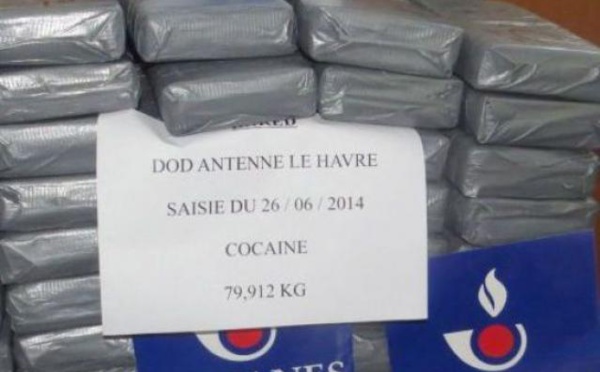 DOD ANTENNE LE HAVRE
SAISIE DU 26 / 06 / 2014
COCAINE
79,912 KG